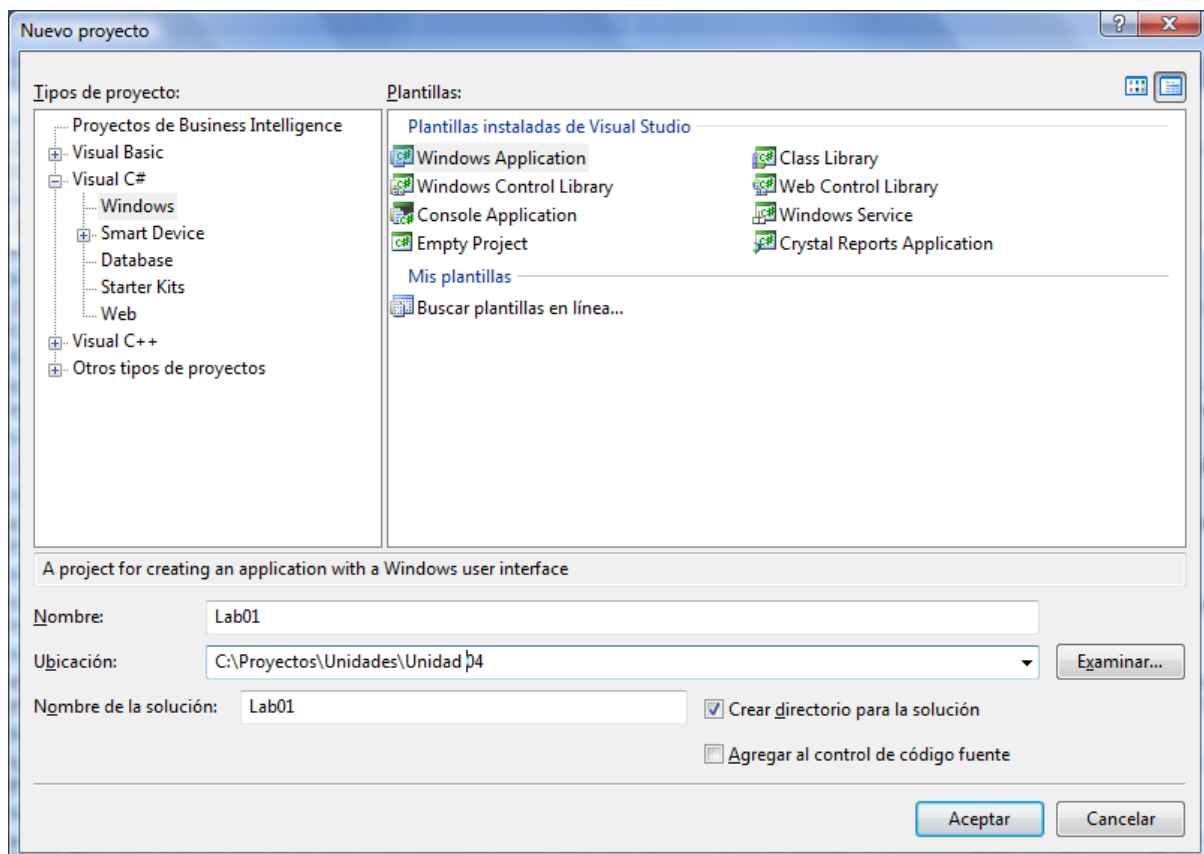 Nuevo proyecto
Tipos de proyecto:
Proyectos de Business Intelligence
Visual Basic
Visual C#
Windows
Smart Device
Database
Starter Kits
Web
Visual C++
Otros tipos de proyectos
Plantillas:
Plantillas instaladas de Visual Studio
Windows Application
Windows Control Library
Console Application
Empty Project
Class Library
Web Control Library
Windows Service
Crystal Reports Application
Mis plantillas
Buscar plantillas en línea...
A project for creating an application with a Windows user interface
Nombre: Lab01
Ubicación: C:\Proyectos\Unidades\Unidad 04 Examinar...
Nombre de la solución: Lab01 Crear directorio para la solución
Agregar al control de código fuente
Aceptar Cancelar